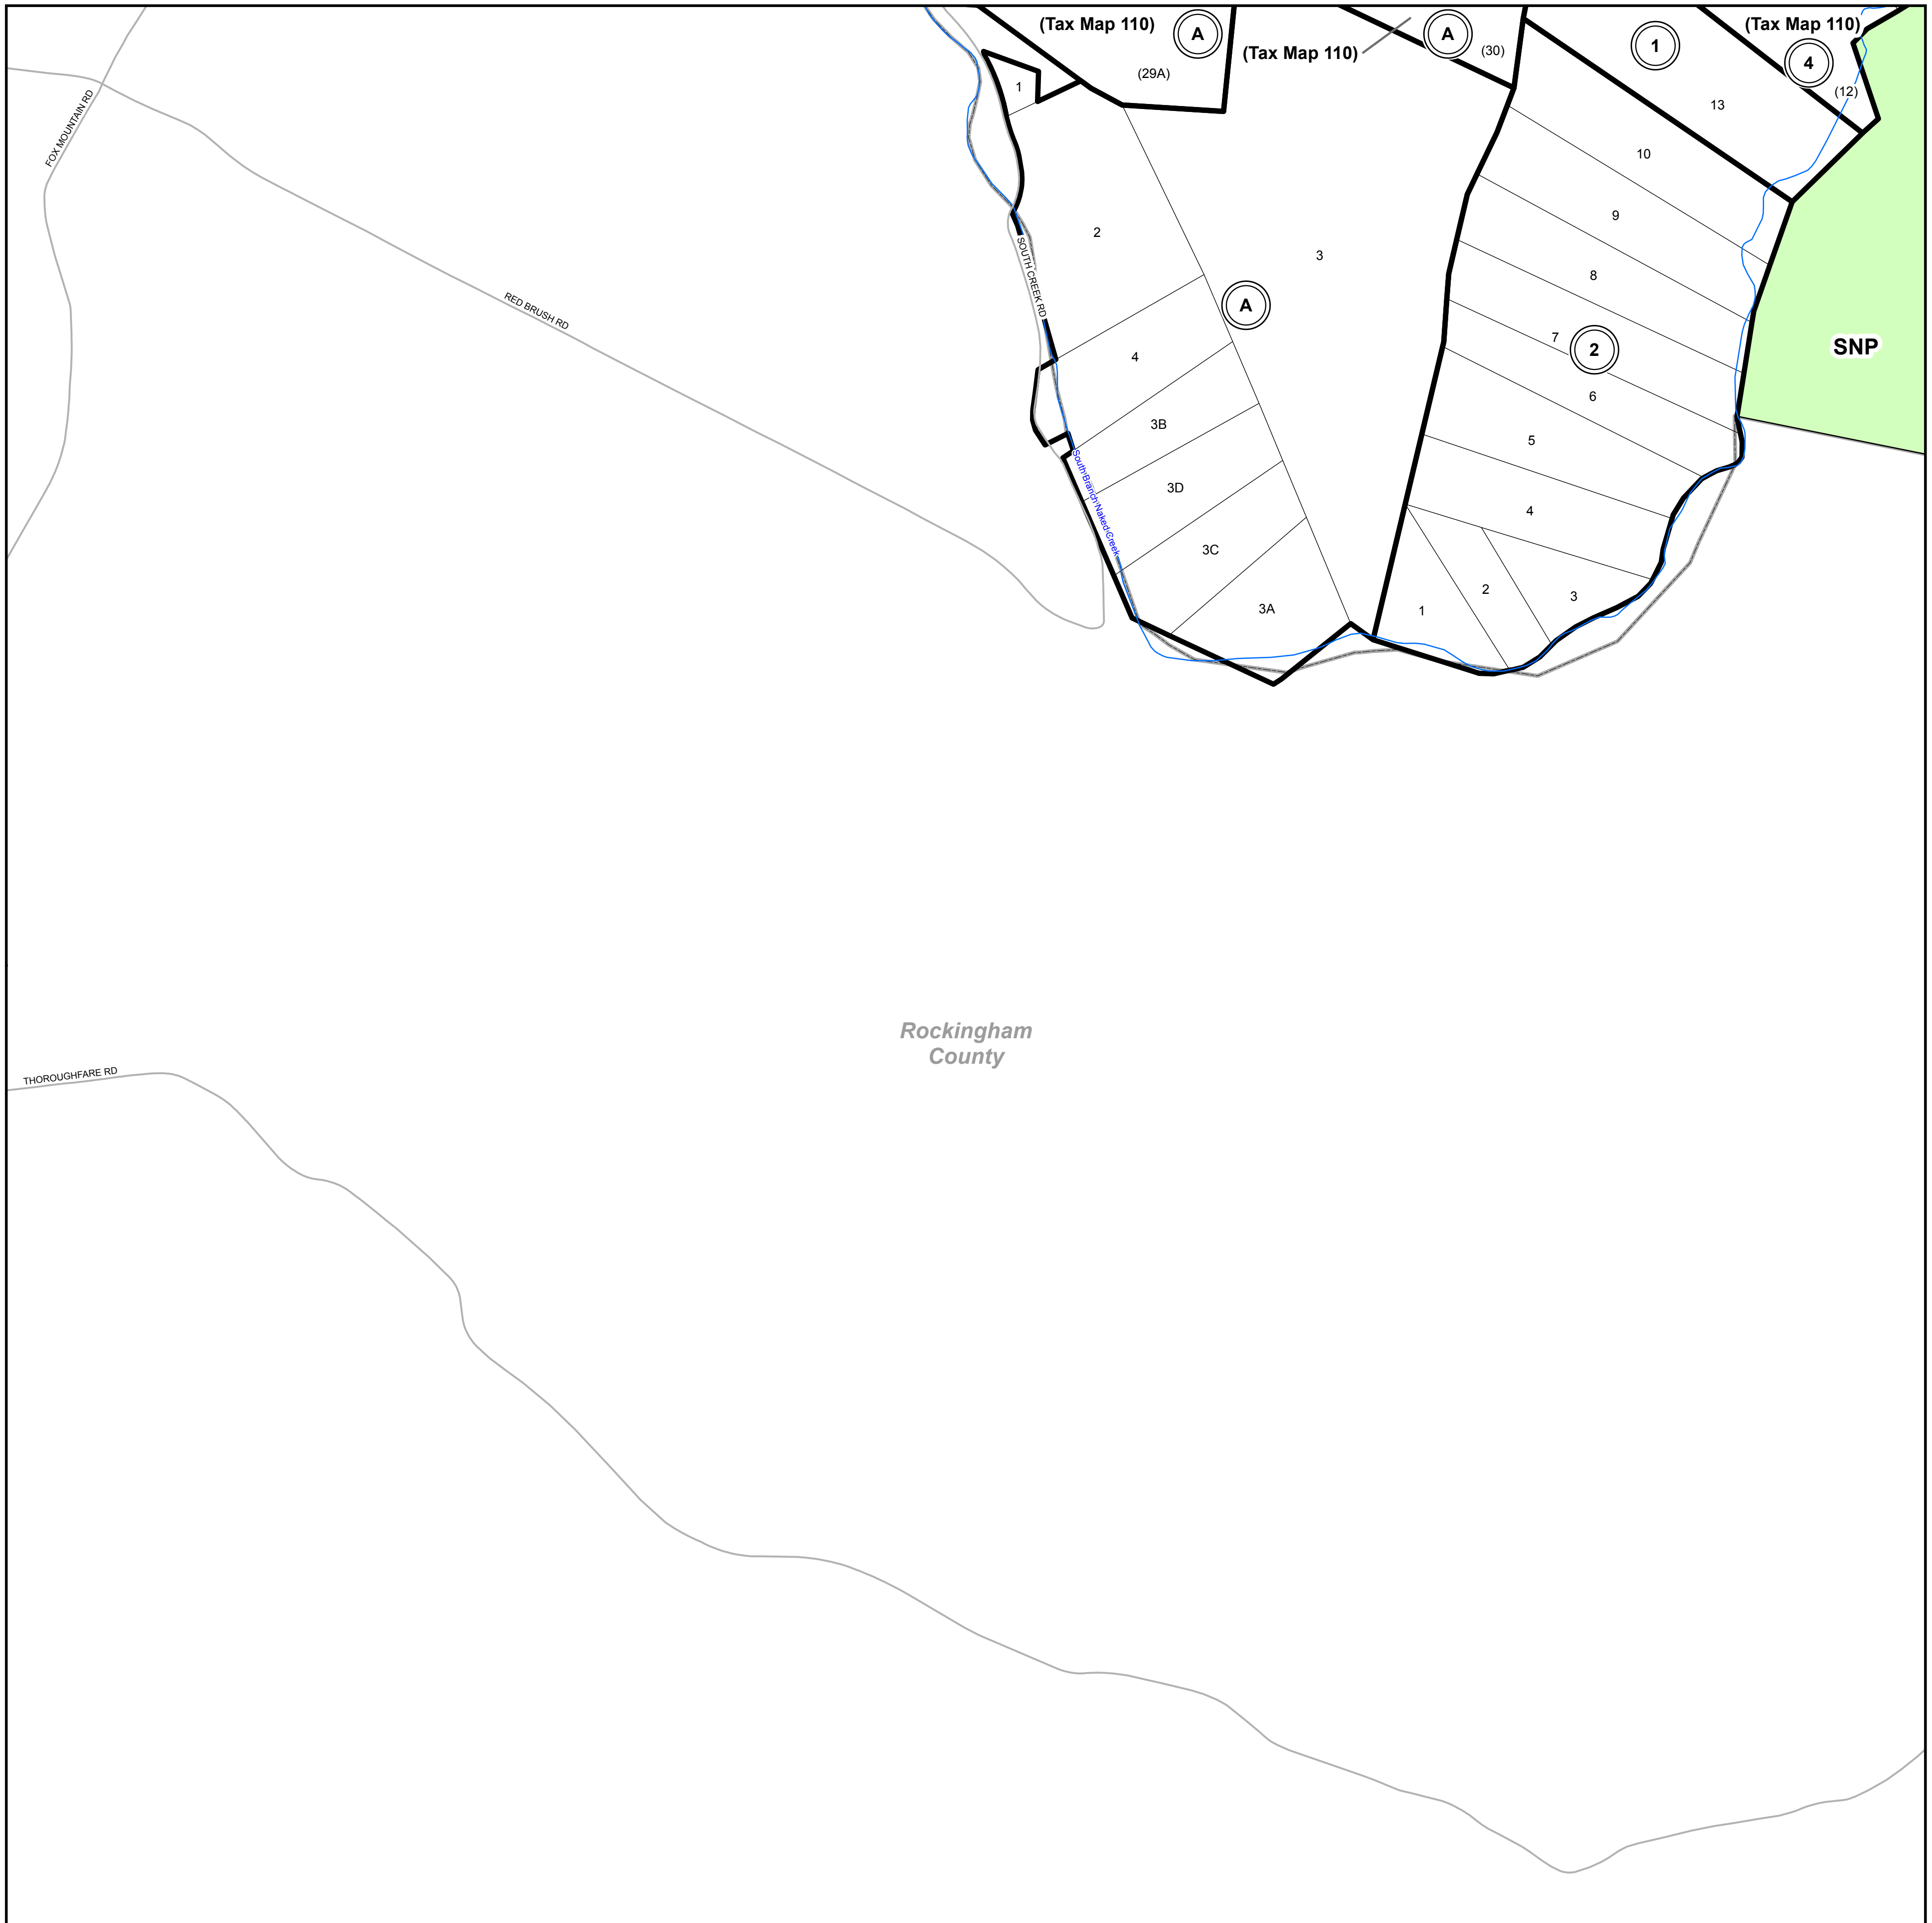 (Tax Map 110)
A
(29A)
(Tax Map 110)
A
(30)
1
13
(Tax Map 110)
4
(12)
FOX MOUNTAIN RD
RED BRUSH RD
SOUTH CREEK RD
1
2
3
A
4
3B
3D
3C
3A
South Branch Naked Creek
10
9
8
7
2
6
5
4
3
2
1
SNP
Rockingham
County
THOROUGHFARE RD